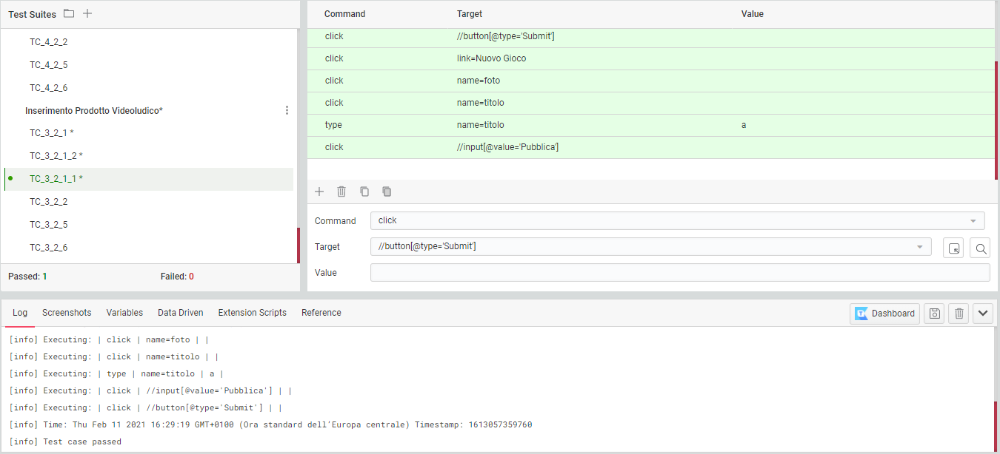 Test Suites
TC_4_2_2
TC_4_2_5
TC_4_2_6
Inserimento Prodotto Videoludico*
TC_3_2_1 *
TC_3_2_1_2 *
TC_3_2_1_1 *
TC_3_2_2
TC_3_2_5
TC_3_2_6
Passed: 1 Failed: 0
Command Target Value
click //button[@type='Submit']
click link=Nuovo Gioco
click name=foto
click name=titolo
type name=titolo a
click //input[@value='Pubblica']
Command click
Target //button[@type='Submit']
Value
Log Screenshots Variables Data Driven Extension Scripts Reference Dashboard
[info] Executing: | click | name=foto | |
[info] Executing: | click | name=titolo | |
[info] Executing: | type | name=titolo | a |
[info] Executing: | click | //input[@value='Pubblica'] | |
[info] Executing: | click | //button[@type='Submit'] | |
[info] Time: Thu Feb 11 2021 16:29:19 GMT+0100 (Ora standard dell'Europa centrale) Timestamp: 1613057359760
[info] Test case passed